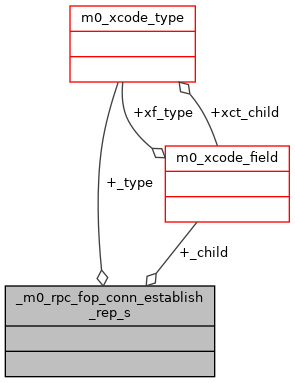 m0_xcode_type
+xf_type
+xct_child
m0_xcode_field
+_type
+_child
_m0_rpc_fop_conn_establish
_rep_s